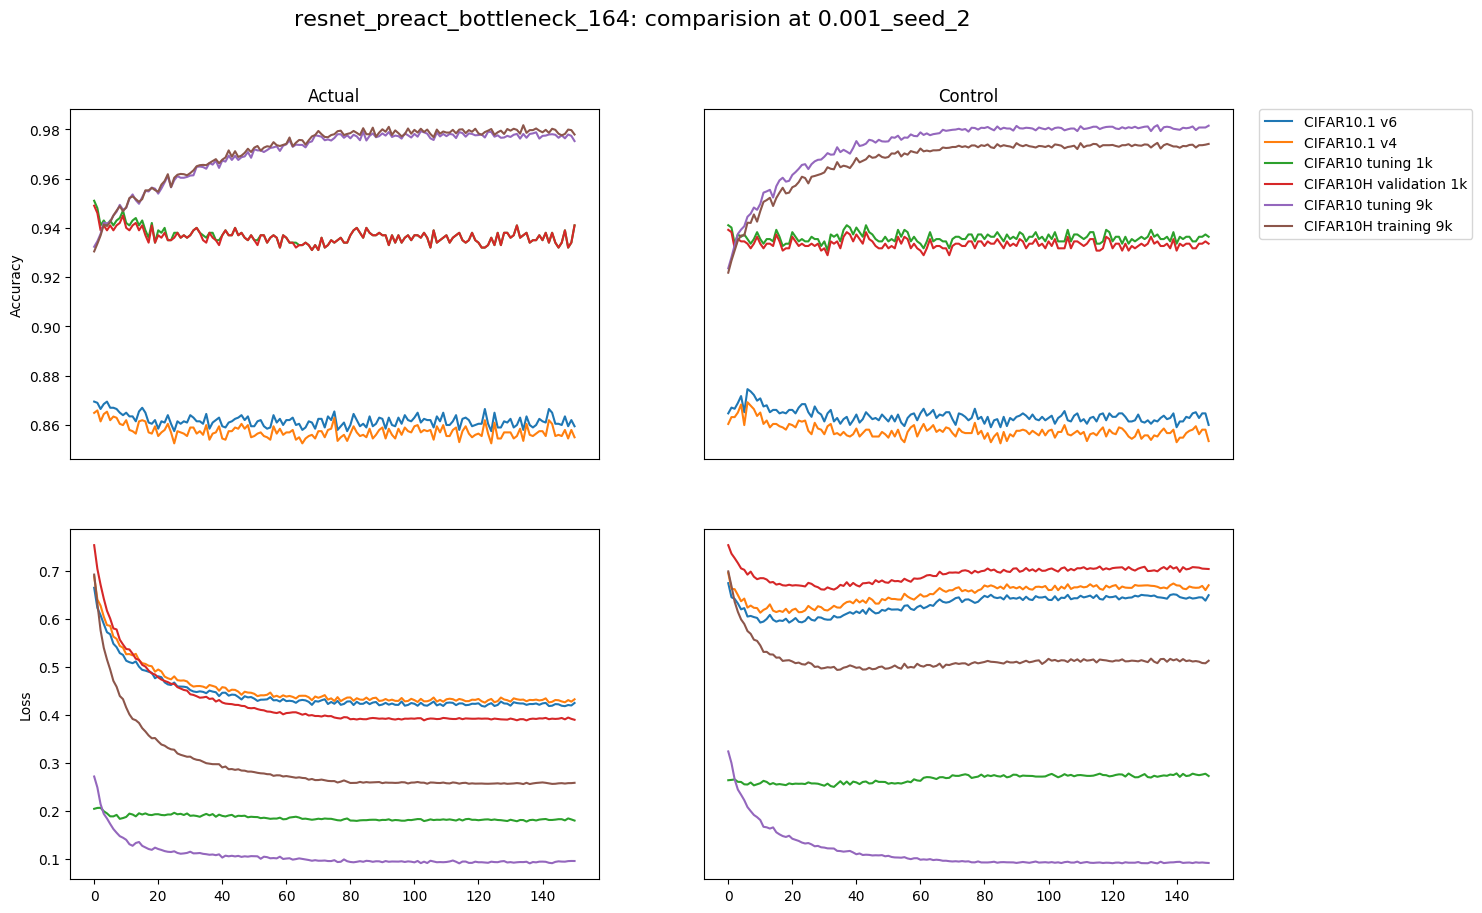 resnet_preact_bottleneck_164: comparision at 0.001_seed_2
Actual
Control
Accuracy
0.98
0.96
0.94
0.92
0.90
0.88
0.86
CIFAR10.1 v6
CIFAR10.1 v4
CIFAR10 tuning 1k
CIFAR10H validation 1k
CIFAR10 tuning 9k
CIFAR10H training 9k
Loss
0.7
0.6
0.5
0.4
0.3
0.2
0.1
0 20 40 60 80 100 120 140
0 20 40 60 80 100 120 140